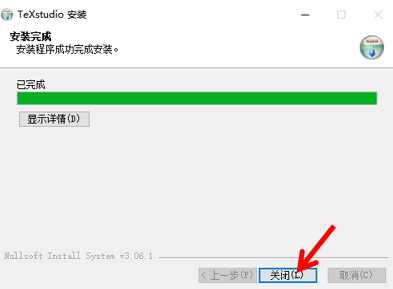 TeXstudio 安装
安装完成
安装程序成功完成安装。
已完成
显示详情(D)
Nullsoft Install System v3.06.1
< 上一步(P)
关闭(L)
取消(C)